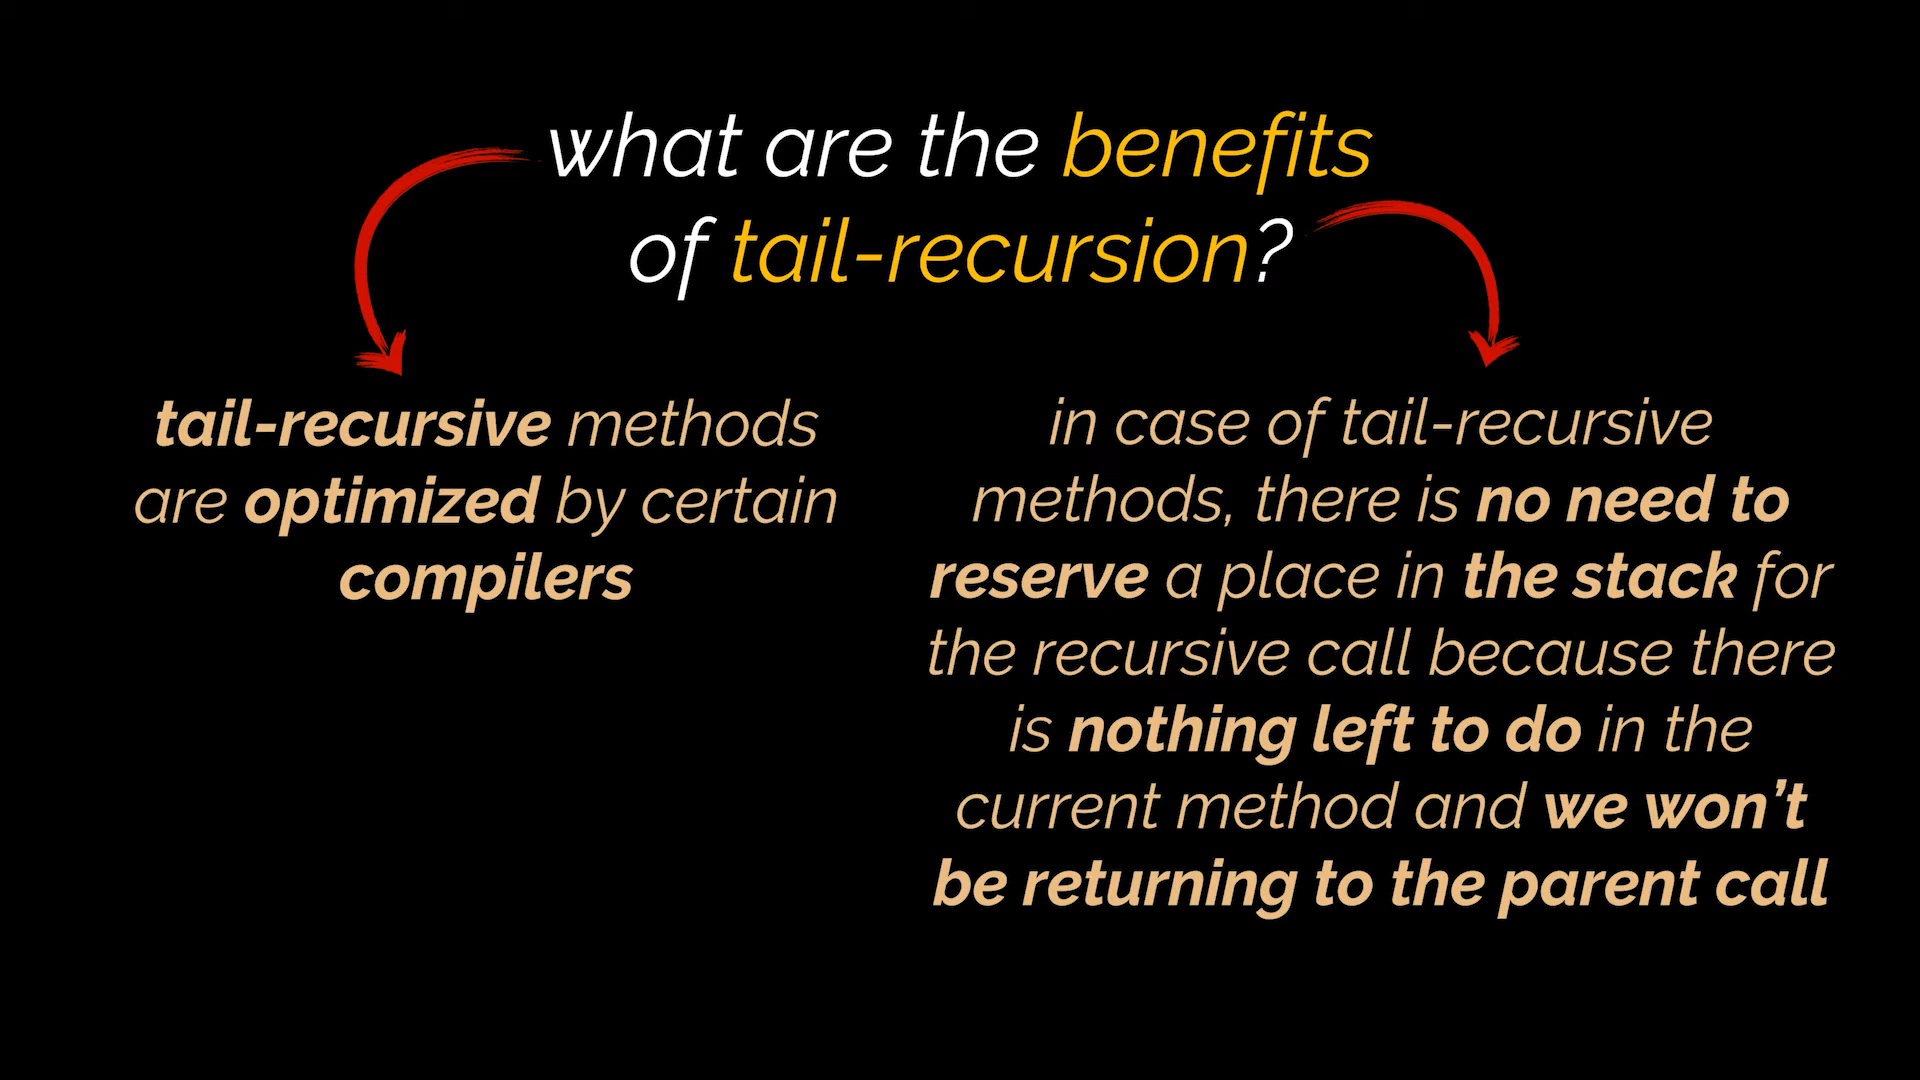 what are the benefits
of tail-recursion?
tail-recursive methods
are optimized by certain
compilers
in case of tail-recursive
methods, there is no need to
reserve a place in the stack for
the recursive call because there
is nothing left to do in the
current method and we won’t
be returning to the parent call